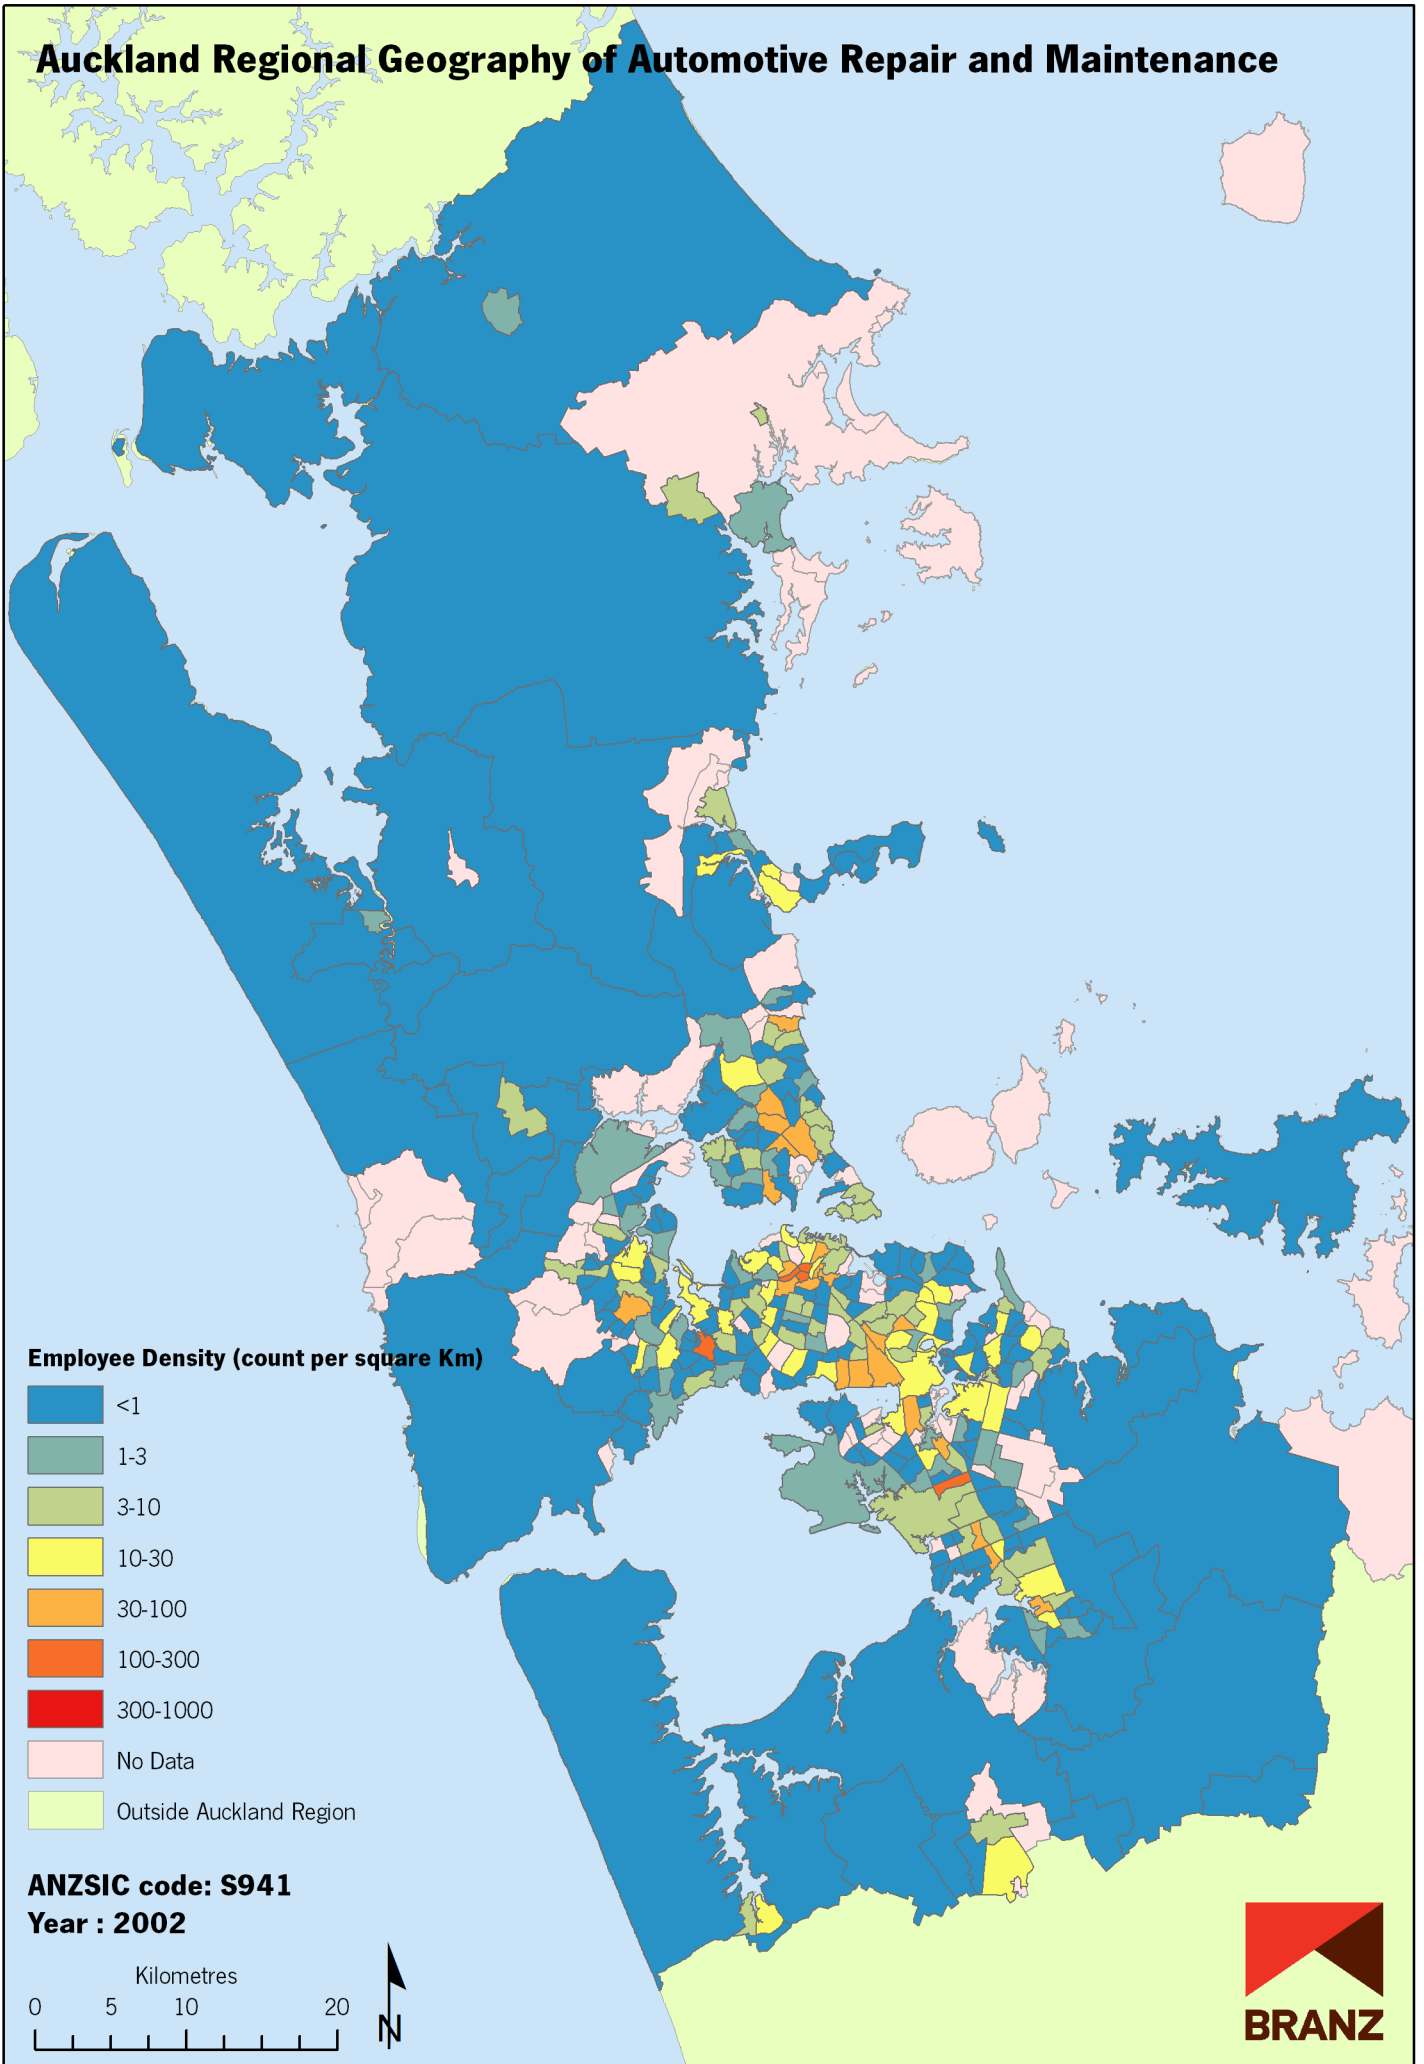 Auckland Regional Geography of Automotive Repair and Maintenance
Employee Density (count per square Km)
<1
1-3
3-10
10-30
30-100
100-300
300-1000
No Data
Outside Auckland Region
ANZSIC code: S941
Year : 2002
Kilometres
0 5 10 20
N
BRANZ